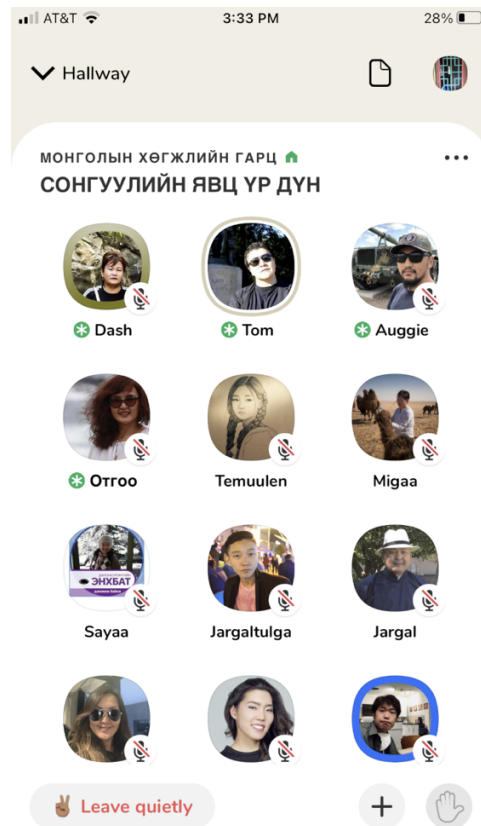 AT&T 3:33 PM 28%
Hallway
МОНГОЛЫН ХӨГЖЛИЙН ГАРЦ
СОНГУУЛИЙН ЯВЦ ҮР ДҮН
Dash Tom Auggie
Отгоо Temuulen Migaa
ЭНХБАТ
Sayaa Jargaltulga Jargal
Leave quietly